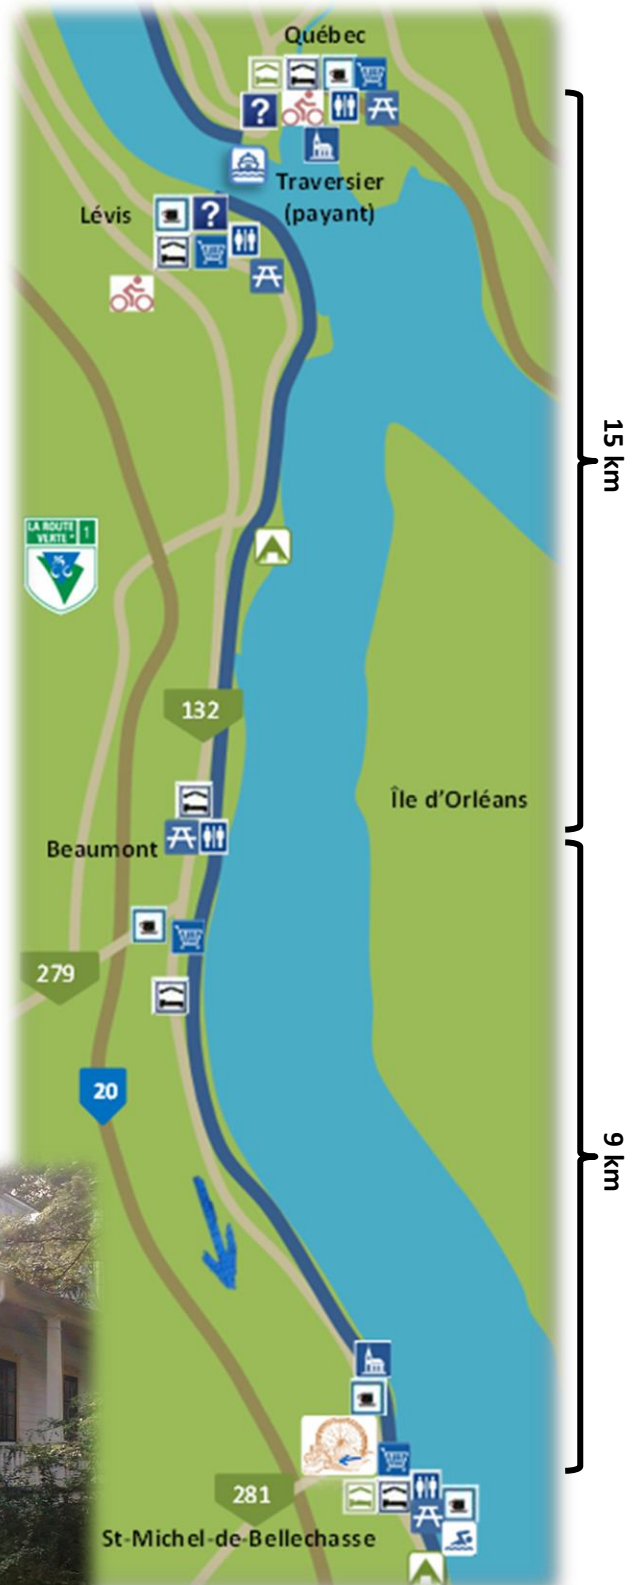 Québec
?
Traversier
(payant)
Lévis
?
15 km
LA ROUTE
VERTE 1
132
Île d'Orléans
Beaumont
279
20
9 km
281
St-Michel-de-Bellechasse